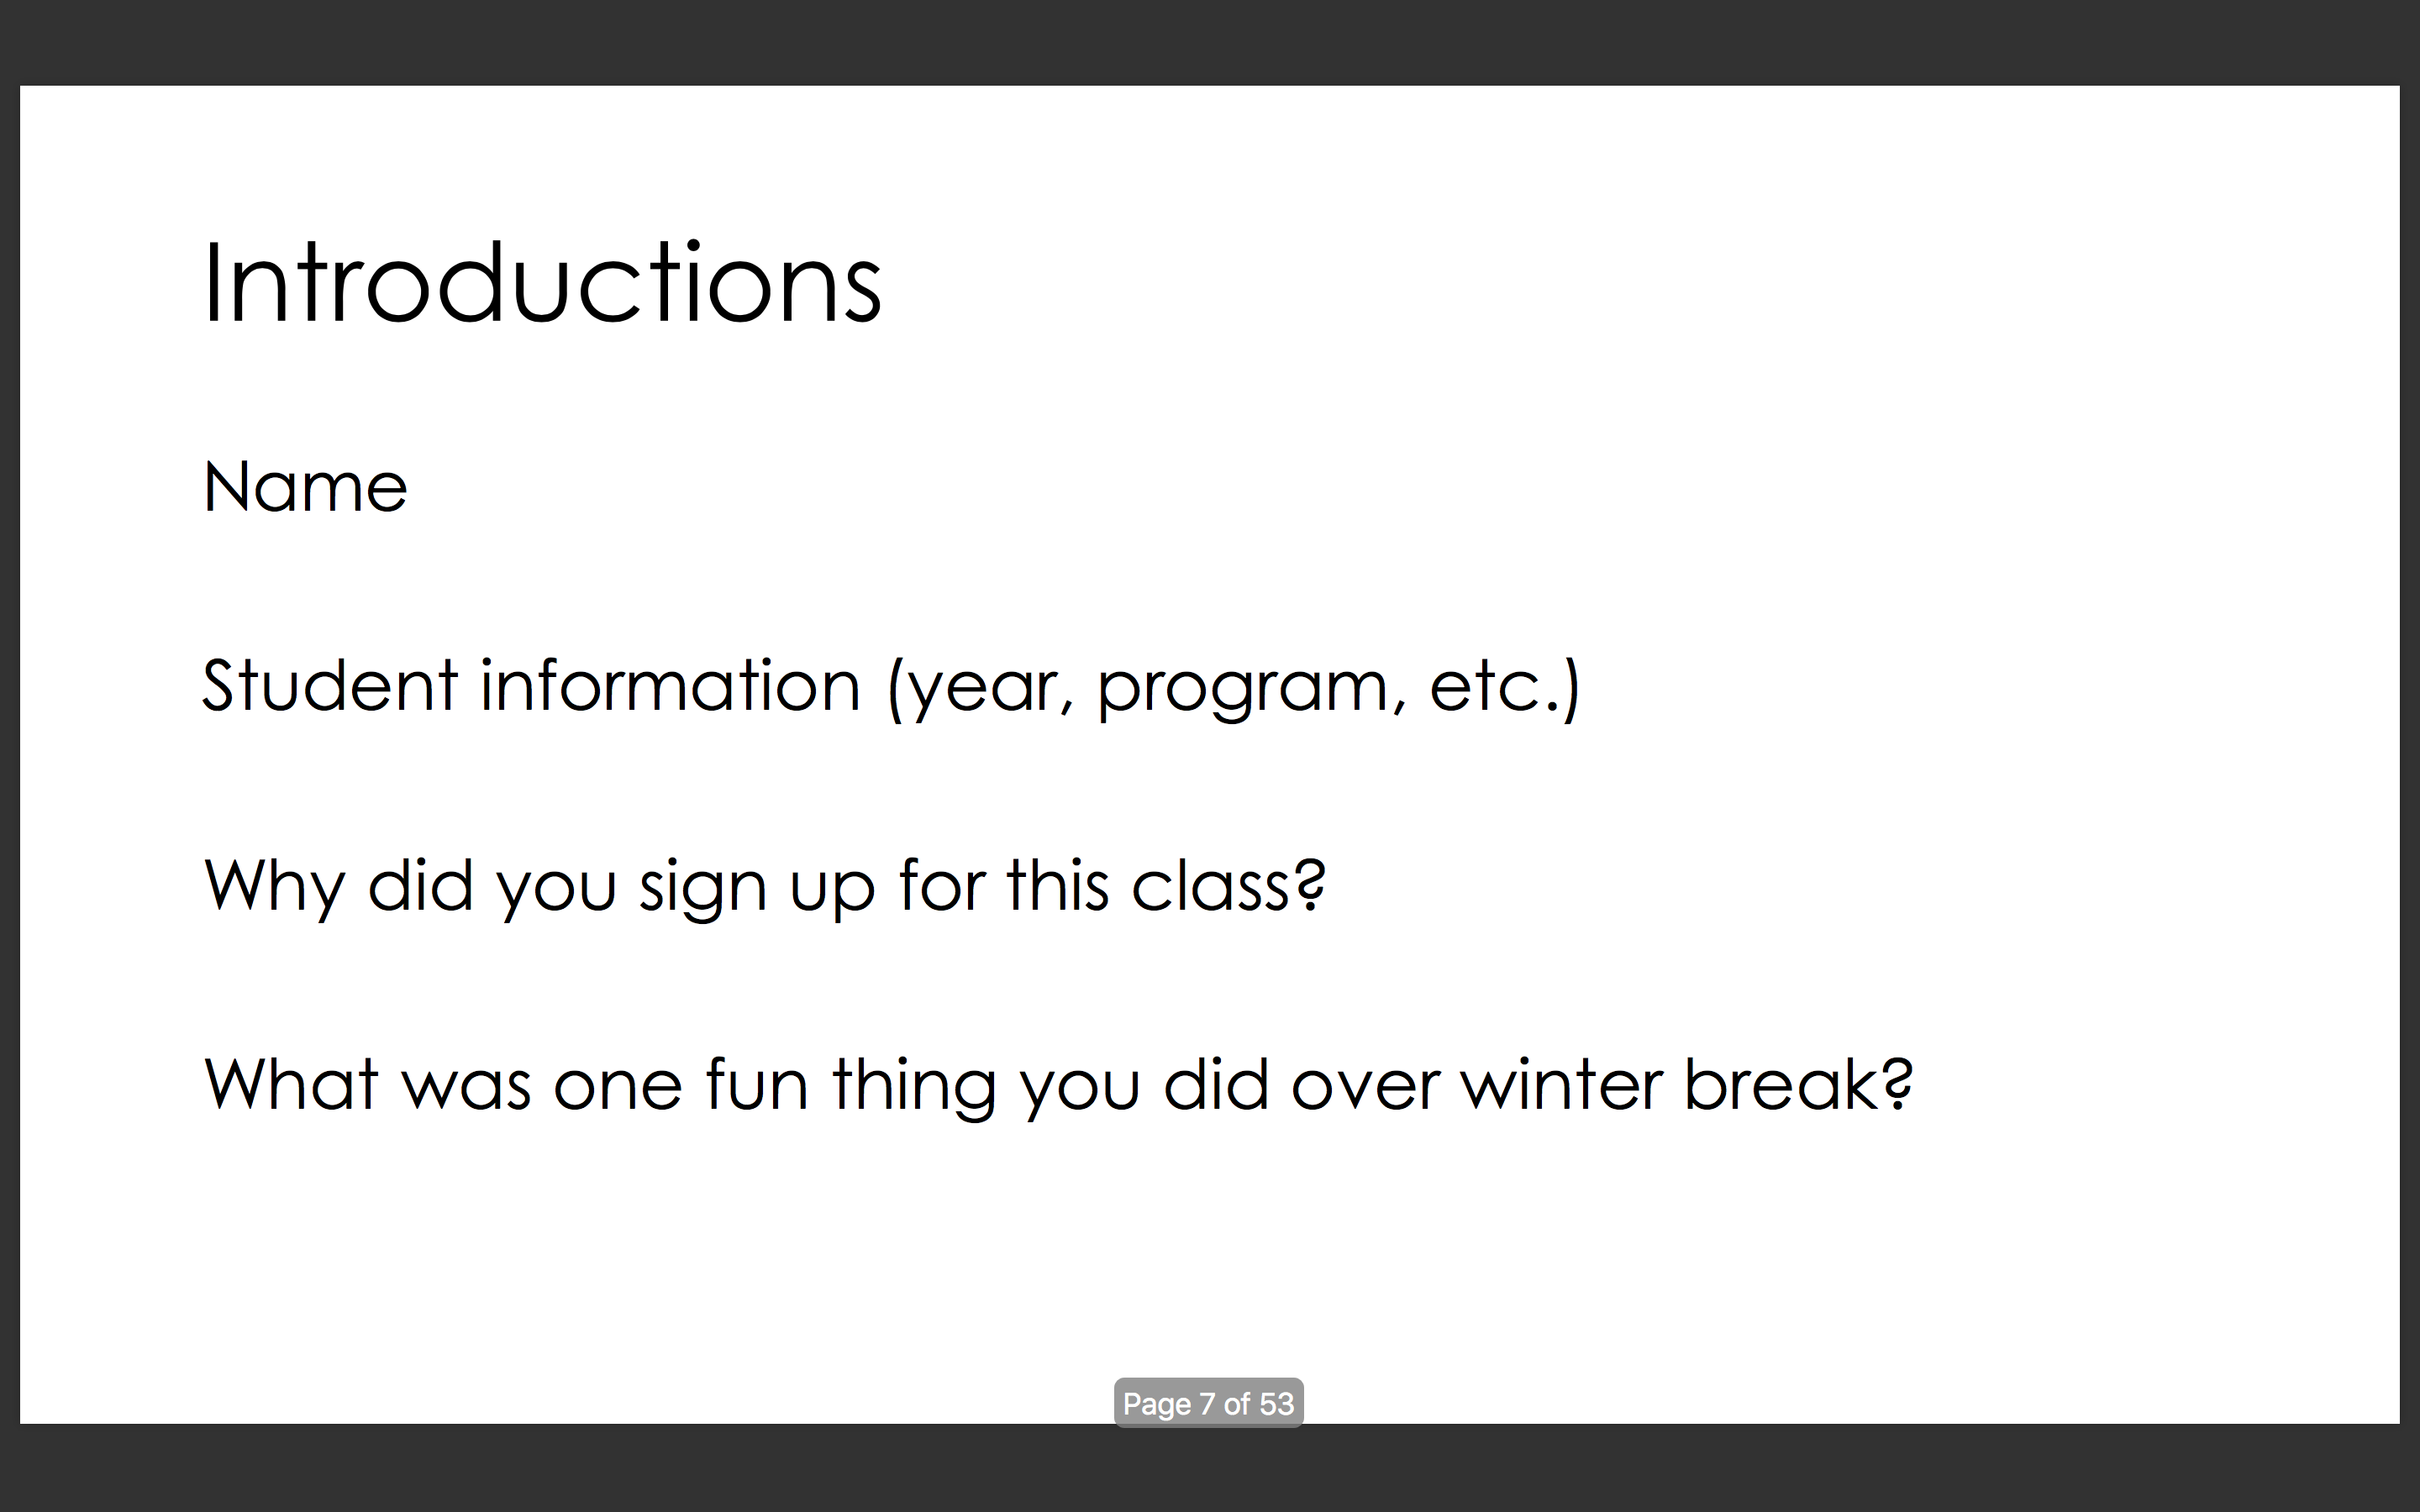 Introductions
Name
Student information (year, program, etc.)
Why did you sign up for this class?
What was one fun thing you did over winter break?
Page 7 of 53